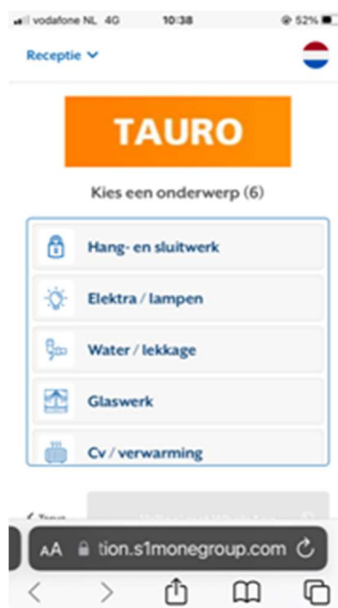 vodafone NL 4G 10:38 52%
Receptie
TAURO
Kies een onderwerp (6)
Hang- en sluitwerk
Elektra / lampen
Water / lekkage
Glaswerk
Cv / verwarming
AA tion.s1monegroup.com